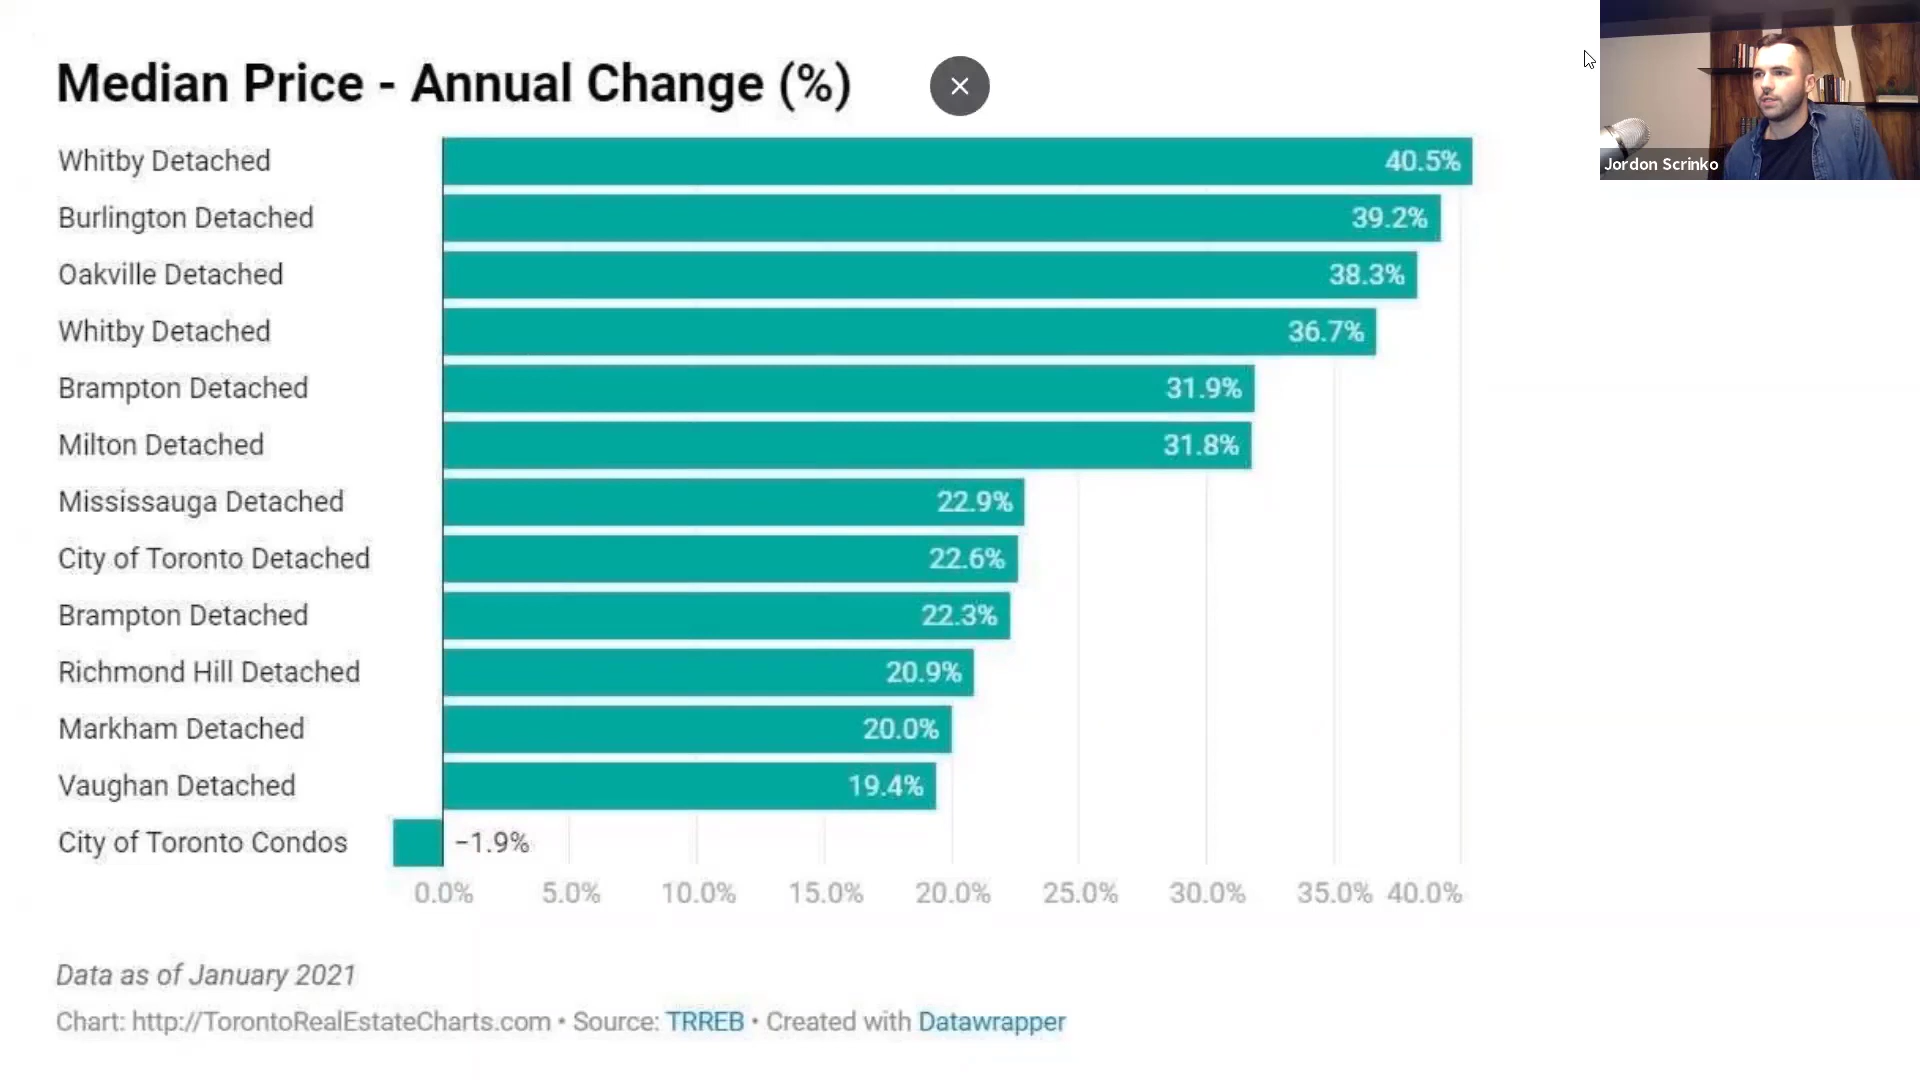 Median Price - Annual Change (%)
Whitby Detached 40.5%
Burlington Detached 39.2%
Oakville Detached 38.3%
Whitby Detached 36.7%
Brampton Detached 31.9%
Milton Detached 31.8%
Mississauga Detached 22.9%
City of Toronto Detached 22.6%
Brampton Detached 22.3%
Richmond Hill Detached 20.9%
Markham Detached 20.0%
Vaughan Detached 19.4%
City of Toronto Condos −1.9%
0.0% 5.0% 10.0% 15.0% 20.0% 25.0% 30.0% 35.0% 40.0%
Data as of January 2021
Chart: http://TorontoRealEstateCharts.com • Source: TRREB • Created with Datawrapper
Jordon Scrinko